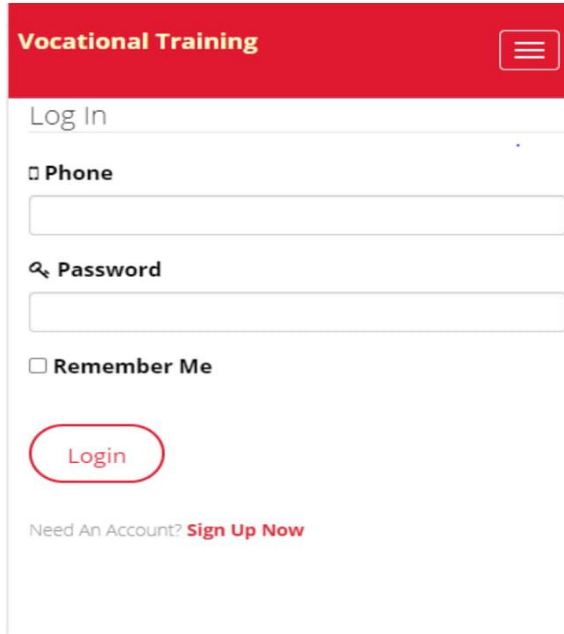 Vocational Training
Log In
Phone
Password
Remember Me
Login
Need An Account? Sign Up Now